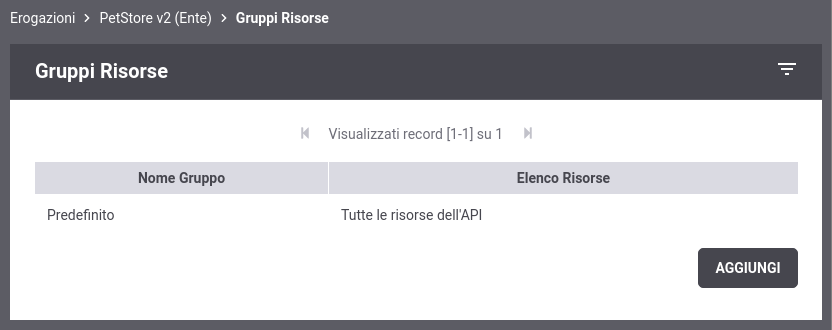 Erogazioni > PetStore v2 (Ente) > Gruppi Risorse
Gruppi Risorse
Visualizzati record [1-1] su 1
Nome Gruppo Elenco Risorse
Predefinito Tutte le risorse dell'API
AGGIUNGI